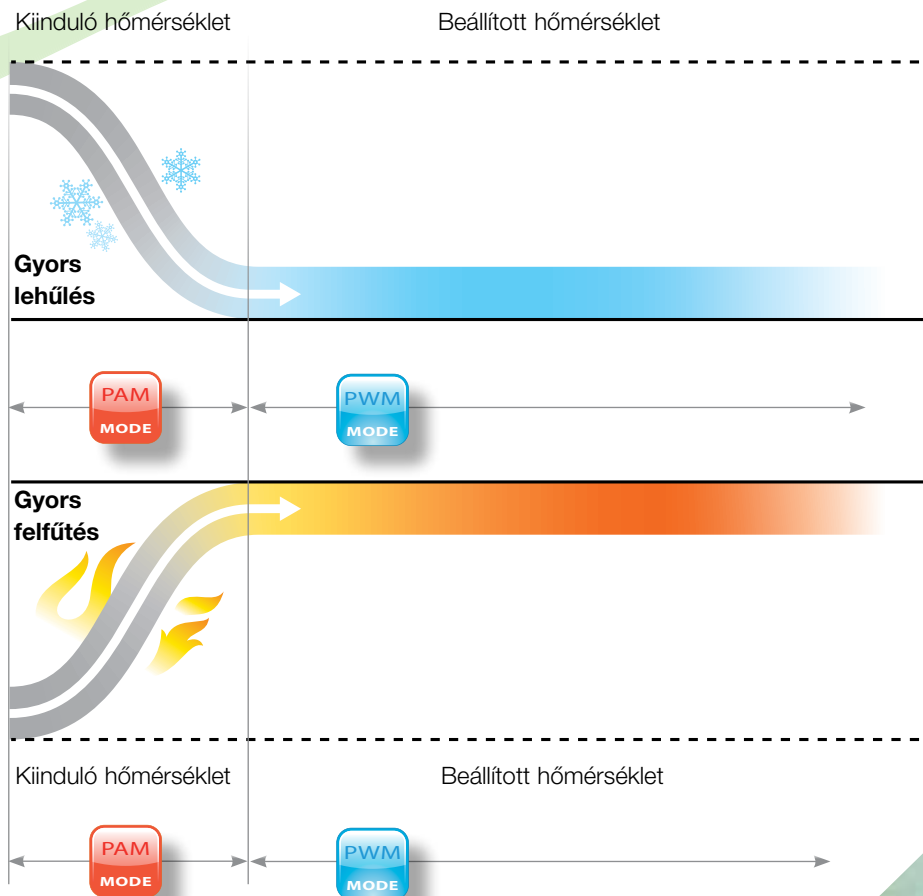 Kiinduló hőmérséklet
Beállított hőmérséklet
Gyors
lehűlés
PAM
MODE
PWM
MODE
Gyors
felfűtés
Kiinduló hőmérséklet
Beállított hőmérséklet
PAM
MODE
PWM
MODE